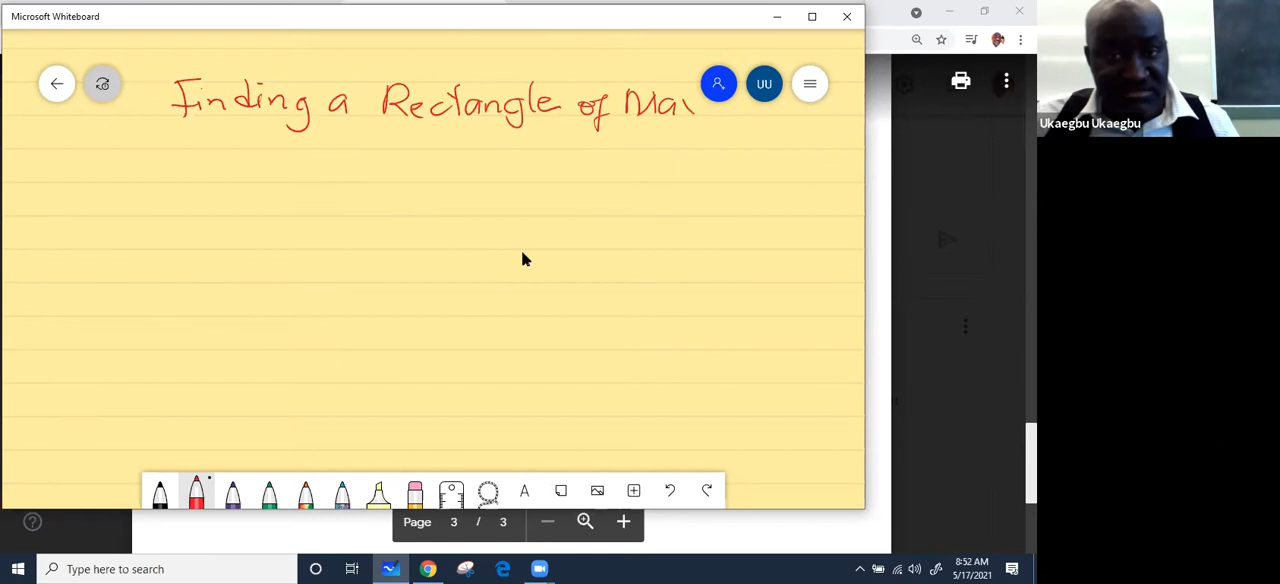 Microsoft Whiteboard
Finding a Rectangle of Max
UU
Ukaegbu Ukaegbu
A
Page 3 / 3
Type here to search
8:52 AM
5/17/2021